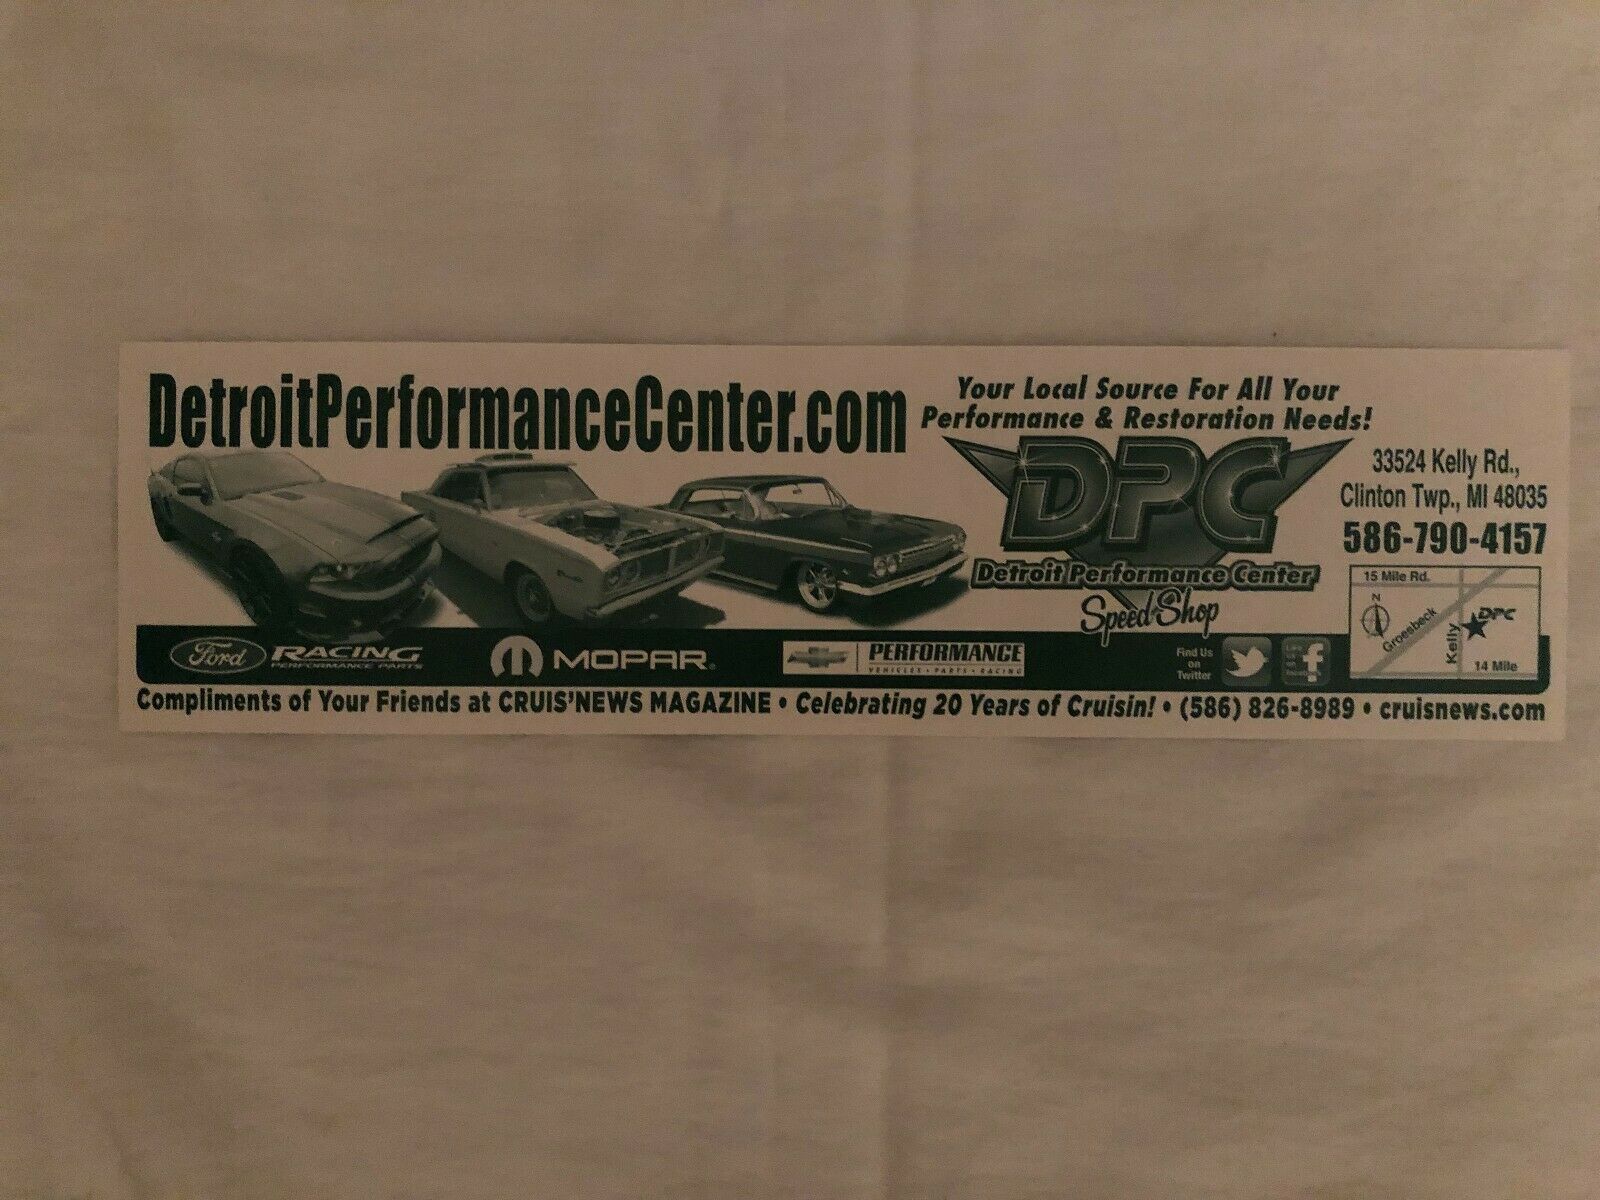 DetroitPerformanceCenter.com
Your Local Source For All Your
Performance & Restoration Needs!
DPC
Detroit Performance Center
Speed Shop
33524 Kelly Rd.,
Clinton Twp., MI 48035
586-790-4157
15 Mile Rd.
N
Groesbeck
Kelly
DPC
14 Mile
Ford RACING
PERFORMANCE PARTS
MOPAR
PERFORMANCE
VEHICLES • PARTS • RACING
Find Us
on
Twitter
Compliments of Your Friends at CRUIS'NEWS MAGAZINE • Celebrating 20 Years of Cruisin! • (586) 826-8989 • cruisnews.com